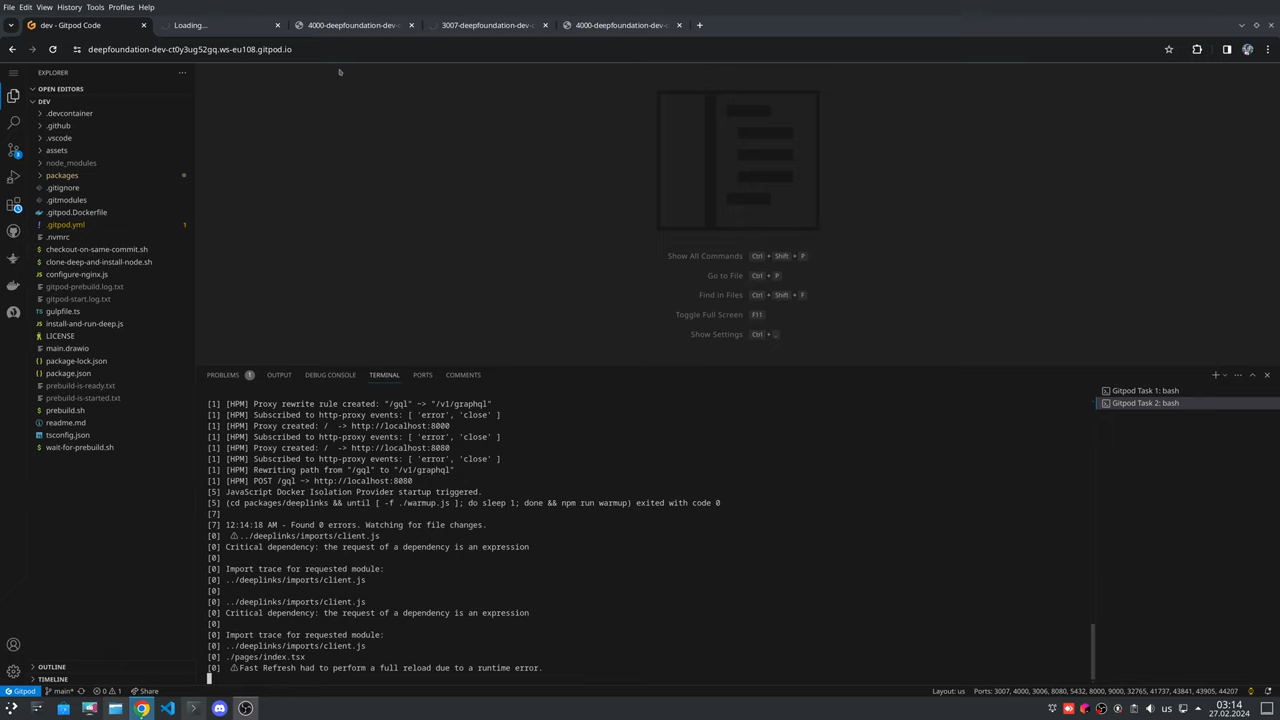 File Edit View History Tools Profiles Help
dev - Gitpod Code
Loading...
4000-deepfoundation-dev-c
3007-deepfoundation-dev-c
4000-deepfoundation-dev-c
deepfoundation-dev-ct0y3ug52gq.ws-eu108.gitpod.io
EXPLORER
OPEN EDITORS
DEV
.devcontainer
.github
.vscode
assets
node_modules
packages
.gitignore
.gitmodules
.gitpod.Dockerfile
! .gitpod.yml 1
.nvmrc
$ checkout-on-same-commit.sh
$ clone-deep-and-install-node.sh
configure-nginx.js
gitpod-prebuild.log.txt
gitpod-start.log.txt
gulpfile.ts
install-and-run-deep.js
LICENSE
main.drawio
{} package-lock.json
{} package.json
prebuild-is-ready.txt
prebuild-is-started.txt
$ prebuild.sh
readme.md
tsconfig.json
$ wait-for-prebuild.sh
OUTLINE
TIMELINE
Show All Commands Ctrl + Shift + P
Go to File Ctrl + P
Find in Files Ctrl + Shift + F
Toggle Full Screen F11
Show Settings Ctrl + ,
PROBLEMS 1 OUTPUT DEBUG CONSOLE TERMINAL PORTS COMMENTS
Gitpod Task 1: bash
Gitpod Task 2: bash
[1] [HPM] Proxy rewrite rule created: "/gql" ~> "/v1/graphql"
[1] [HPM] Subscribed to http-proxy events: [ 'error', 'close' ]
[1] [HPM] Proxy created: / -> http://localhost:8000
[1] [HPM] Subscribed to http-proxy events: [ 'error', 'close' ]
[1] [HPM] Proxy created: / -> http://localhost:8080
[1] [HPM] Subscribed to http-proxy events: [ 'error', 'close' ]
[1] [HPM] Rewriting path from "/gql" to "/v1/graphql"
[1] [HPM] POST /gql ~> http://localhost:8080
[5] JavaScript Docker Isolation Provider startup triggered.
[5] (cd packages/deeplinks && until [ -f ./warmup.js ]; do sleep 1; done && npm run warmup) exited with code 0
[7]
[7] 12:14:18 AM - Found 0 errors. Watching for file changes.
[0] ⚠../deeplinks/imports/client.js
[0] Critical dependency: the request of a dependency is an expression
[0]
[0] Import trace for requested module:
[0] ../deeplinks/imports/client.js
[0]
[0] ../deeplinks/imports/client.js
[0] Critical dependency: the request of a dependency is an expression
[0]
[0] Import trace for requested module:
[0] ../deeplinks/imports/client.js
[0] ./pages/index.tsx
[0] ⚠Fast Refresh had to perform a full reload due to a runtime error.
Gitpod main* 0 1 Share
Layout: us Ports: 3007, 4000, 3006, 8080, 5432, 8000, 9000, 32765, 41737, 43841, 43905, 44207
us
03:14
27.02.2024